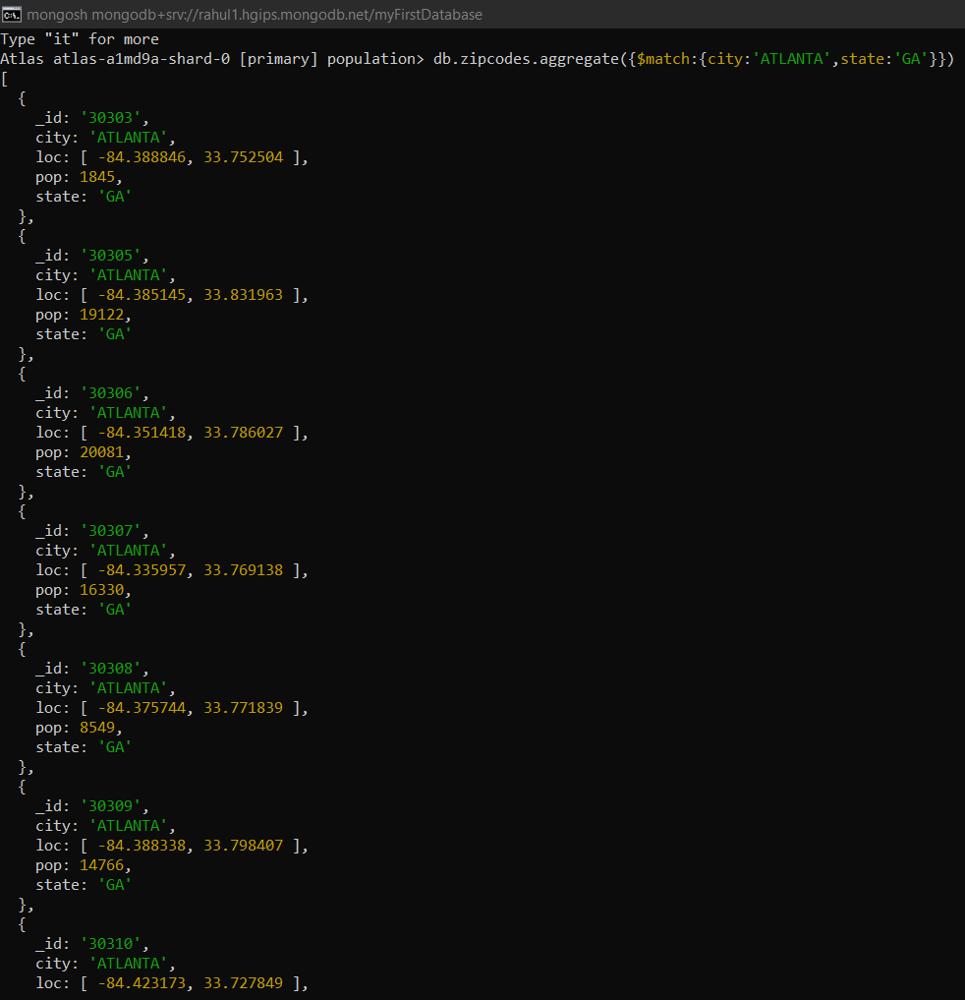 mongosh mongodb+srv://rahul1.hgips.mongodb.net/myFirstDatabase
Type "it" for more
Atlas atlas-a1md9a-shard-0 [primary] population> db.zipcodes.aggregate({$match:{city:'ATLANTA',state:'GA'}})
[
  {
    _id: '30303',
    city: 'ATLANTA',
    loc: [ -84.388846, 33.752504 ],
    pop: 1845,
    state: 'GA'
  },
  {
    _id: '30305',
    city: 'ATLANTA',
    loc: [ -84.385145, 33.831963 ],
    pop: 19122,
    state: 'GA'
  },
  {
    _id: '30306',
    city: 'ATLANTA',
    loc: [ -84.351418, 33.786027 ],
    pop: 20081,
    state: 'GA'
  },
  {
    _id: '30307',
    city: 'ATLANTA',
    loc: [ -84.335957, 33.769138 ],
    pop: 16330,
    state: 'GA'
  },
  {
    _id: '30308',
    city: 'ATLANTA',
    loc: [ -84.375744, 33.771839 ],
    pop: 8549,
    state: 'GA'
  },
  {
    _id: '30309',
    city: 'ATLANTA',
    loc: [ -84.388338, 33.798407 ],
    pop: 14766,
    state: 'GA'
  },
  {
    _id: '30310',
    city: 'ATLANTA',
    loc: [ -84.423173, 33.727849 ],